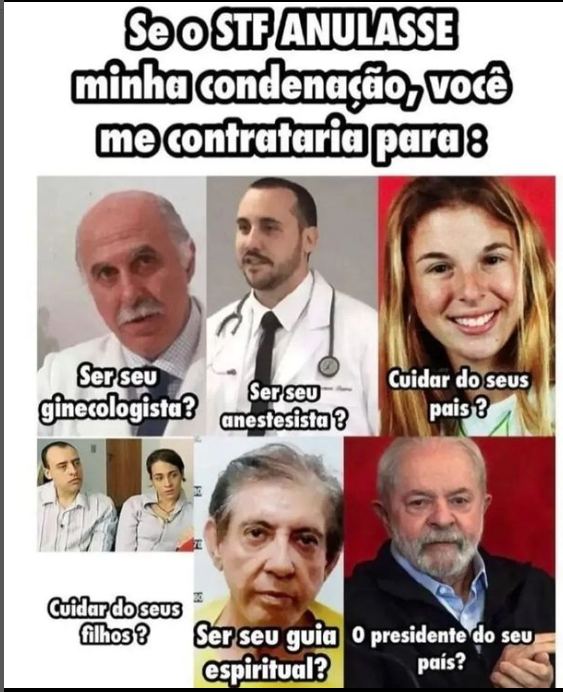 Se o STF ANULASSE
minha condenação, você
me contrataria para :
Ser seu
ginecologista?
Ser seu
anestesista ?
Cuidar do seus
pais ?
Cuidar do seus
filhos ?
Ser seu guia
espiritual?
O presidente do seu
país?